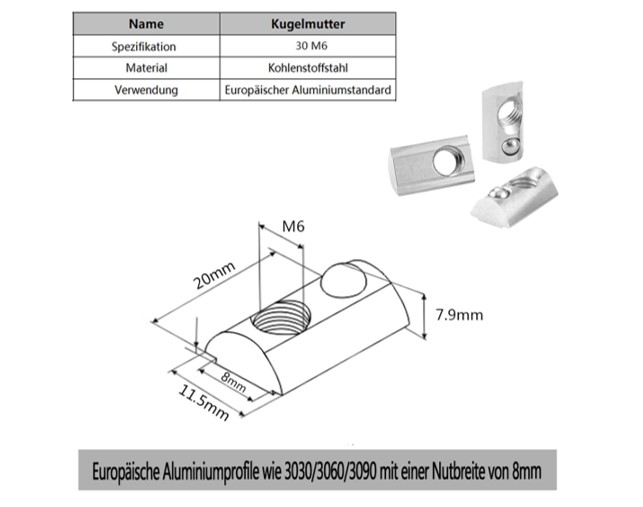 Name Kugelmutter
Spezifikation 30 M6
Material Kohlenstoffstahl
Verwendung Europäischer Aluminiumstandard
M6
20mm
7.9mm
8mm
11.5mm
Europäische Aluminiumprofile wie 3030/3060/3090 mit einer Nutbreite von 8mm